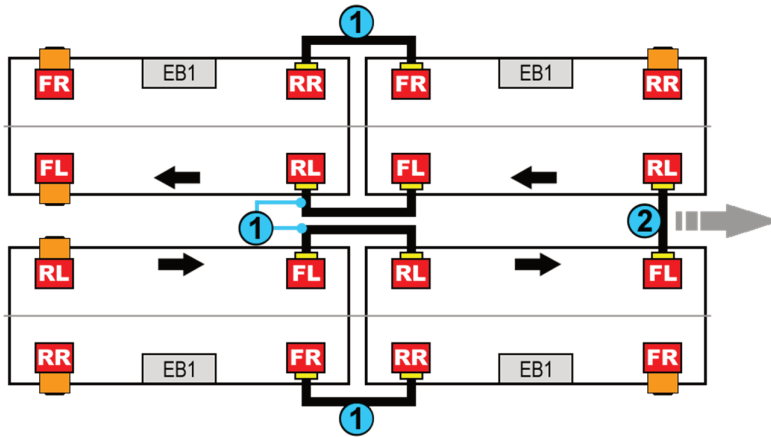 1
FR EB1 RR FR EB1 RR
FL RL FL RL
1 2
RL FL RL FL
RR EB1 FR RR EB1 FR
1